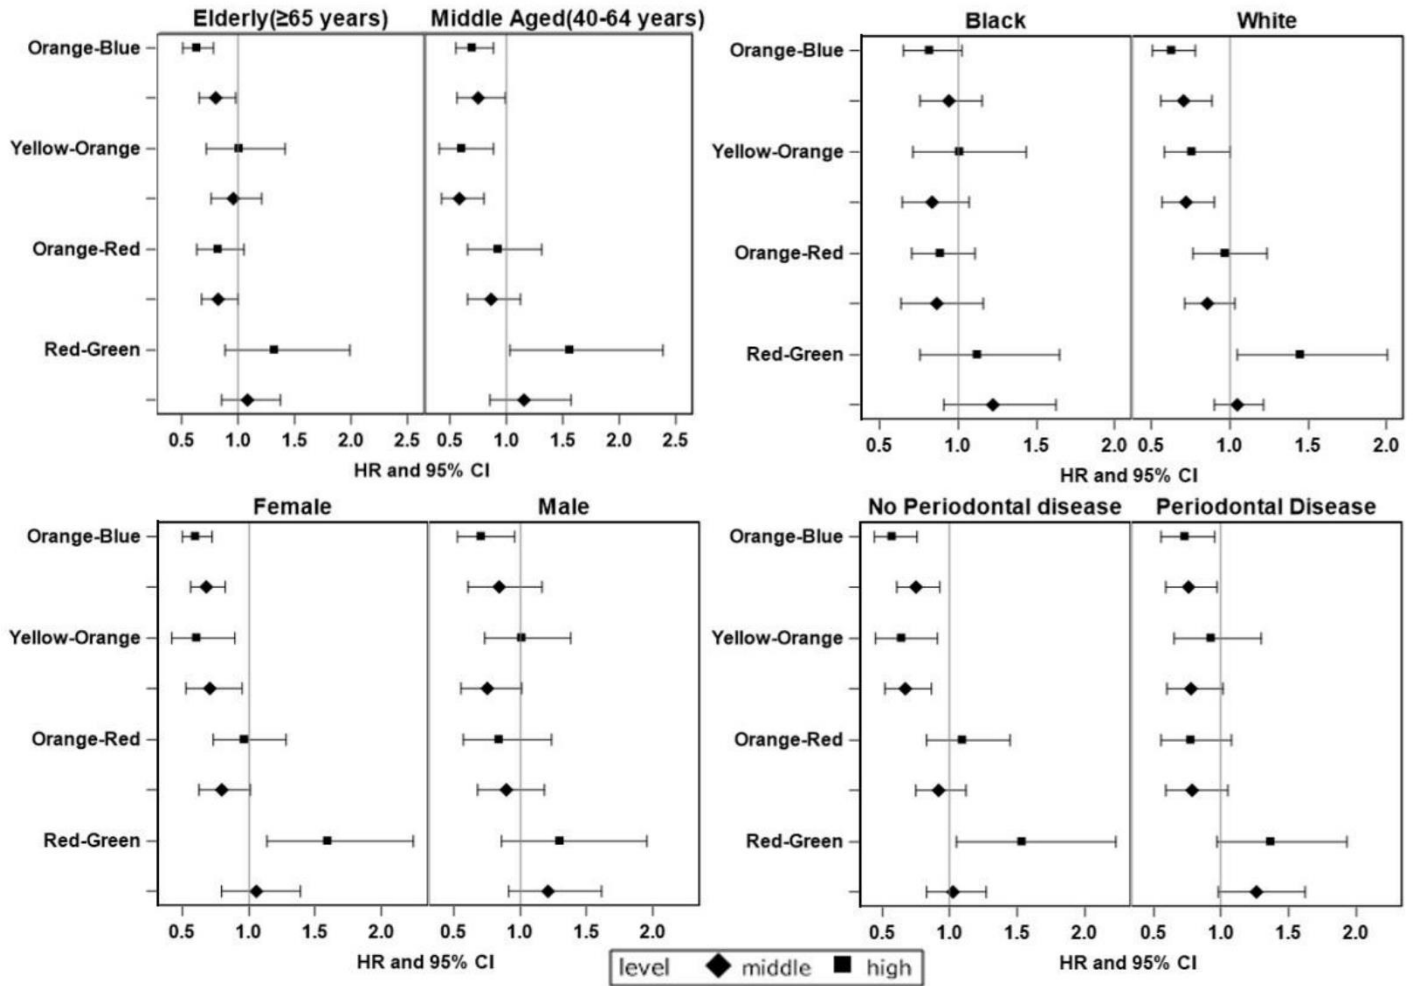 Elderly(≥65 years) Middle Aged(40-64 years)
Orange-Blue
Yellow-Orange
Orange-Red
Red-Green
0.5 1.0 1.5 2.0 2.5 0.5 1.0 1.5 2.0 2.5
HR and 95% CI
Black White
Orange-Blue
Yellow-Orange
Orange-Red
Red-Green
0.5 1.0 1.5 2.0 0.5 1.0 1.5 2.0
HR and 95% CI
Female Male
Orange-Blue
Yellow-Orange
Orange-Red
Red-Green
0.5 1.0 1.5 2.0 0.5 1.0 1.5 2.0
HR and 95% CI
No Periodontal disease Periodontal Disease
Orange-Blue
Yellow-Orange
Orange-Red
Red-Green
0.5 1.0 1.5 2.0 0.5 1.0 1.5 2.0
HR and 95% CI
level middle high